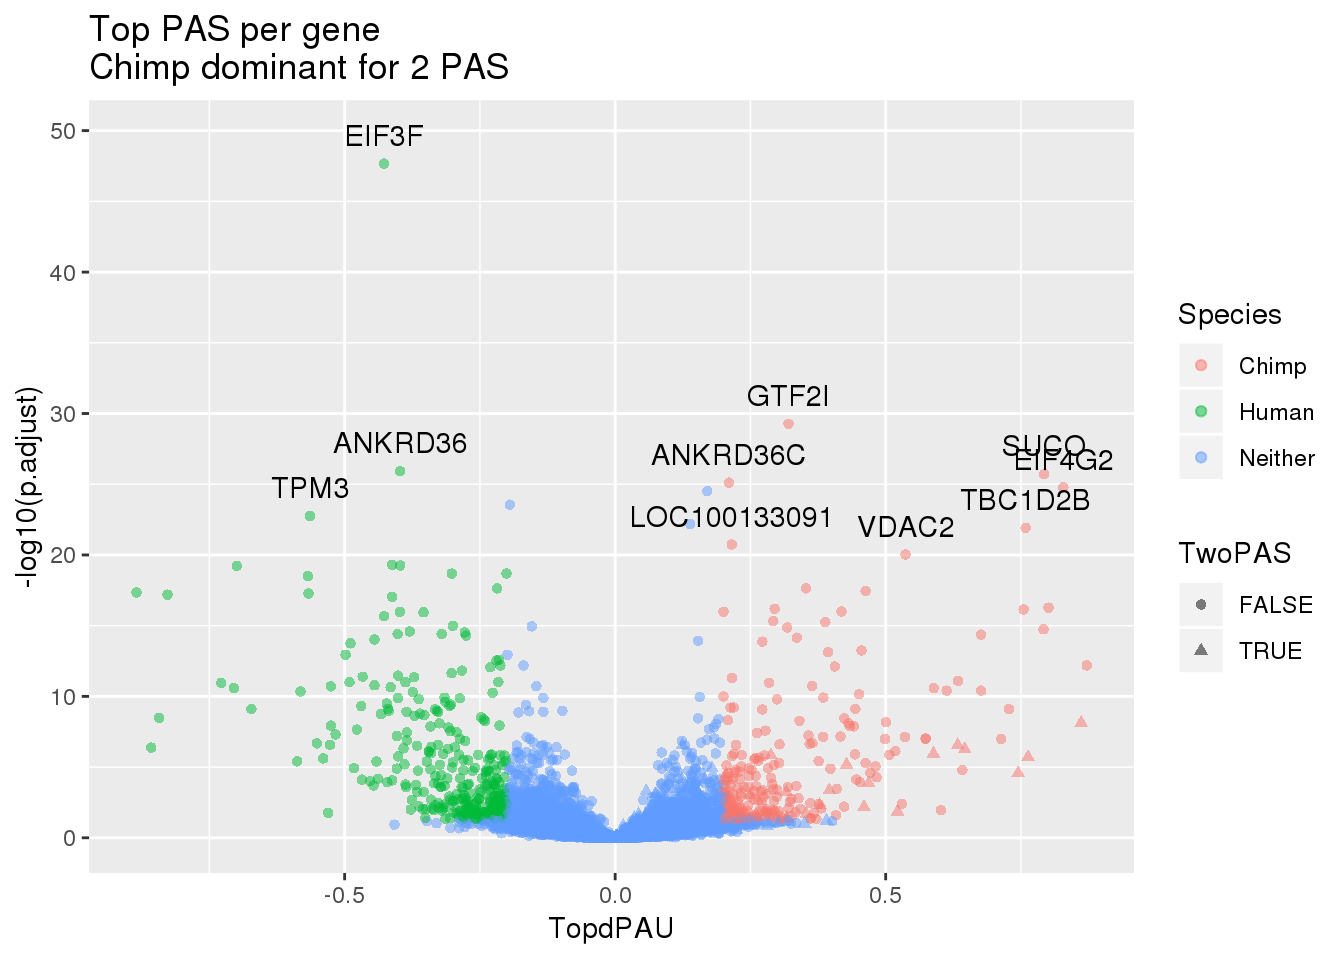 Top PAS per gene
Chimp dominant for 2 PAS
50
40
30
20
10
0
-log10(p.adjust)
EIF3F
GTF2I
ANKRD36
ANKRD36C
SUCO
EIF4G2
TPM3
TBC1D2B
LOC100133091
VDAC2
-0.5
0.0
0.5
TopdPAU
Species
Chimp
Human
Neither
TwoPAS
FALSE
TRUE